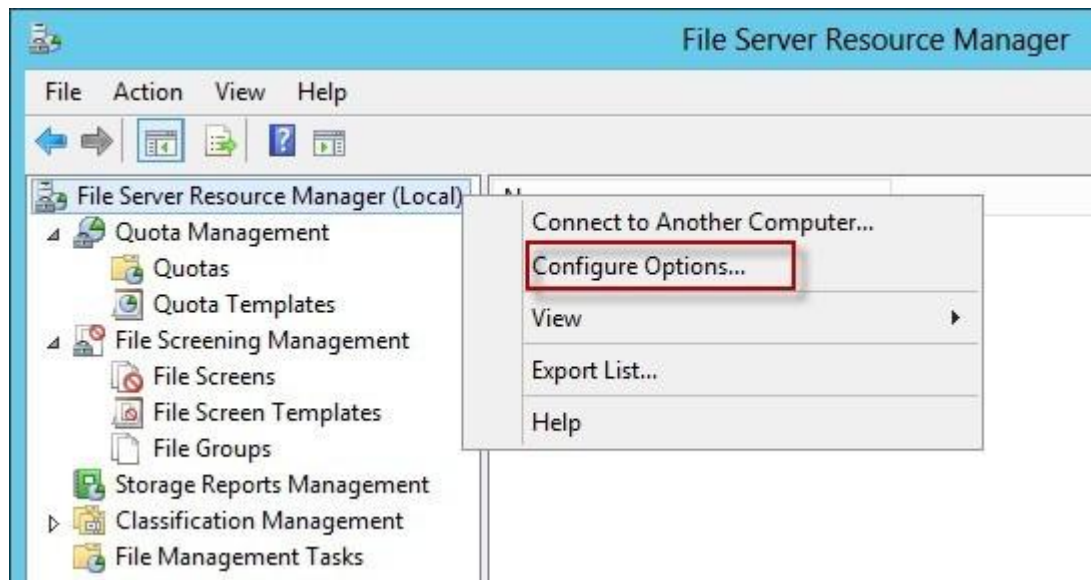 File Server Resource Manager
File Action View Help
File Server Resource Manager (Local)
Quota Management
Quotas
Quota Templates
File Screening Management
File Screens
File Screen Templates
File Groups
Storage Reports Management
Classification Management
File Management Tasks
Connect to Another Computer...
Configure Options...
View
Export List...
Help